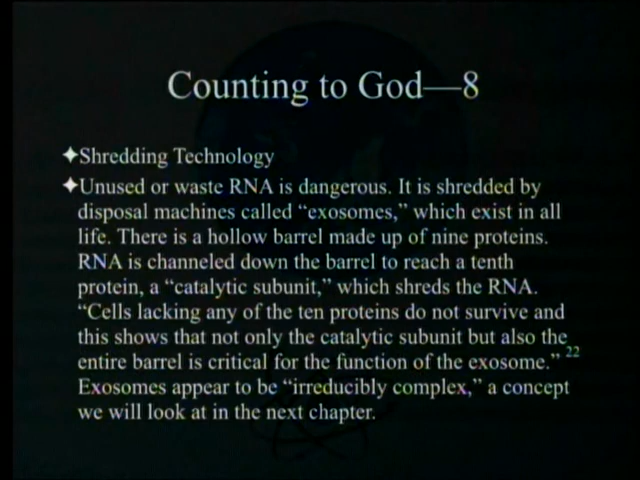 Counting to God—8
✦Shredding Technology
✦Unused or waste RNA is dangerous. It is shredded by
disposal machines called “exosomes,” which exist in all
life. There is a hollow barrel made up of nine proteins.
RNA is channeled down the barrel to reach a tenth
protein, a “catalytic subunit,” which shreds the RNA.
“Cells lacking any of the ten proteins do not survive and
this shows that not only the catalytic subunit but also the
entire barrel is critical for the function of the exosome.” 22
Exosomes appear to be “irreducibly complex,” a concept
we will look at in the next chapter.